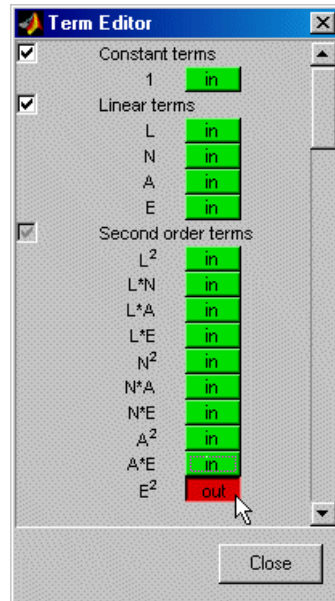 Term Editor
Constant terms
1 in
Linear terms
L in
N in
A in
E in
Second order terms
L² in
L*N in
L*A in
L*E in
N² in
N*A in
N*E in
A² in
A*E in
E² out
Close